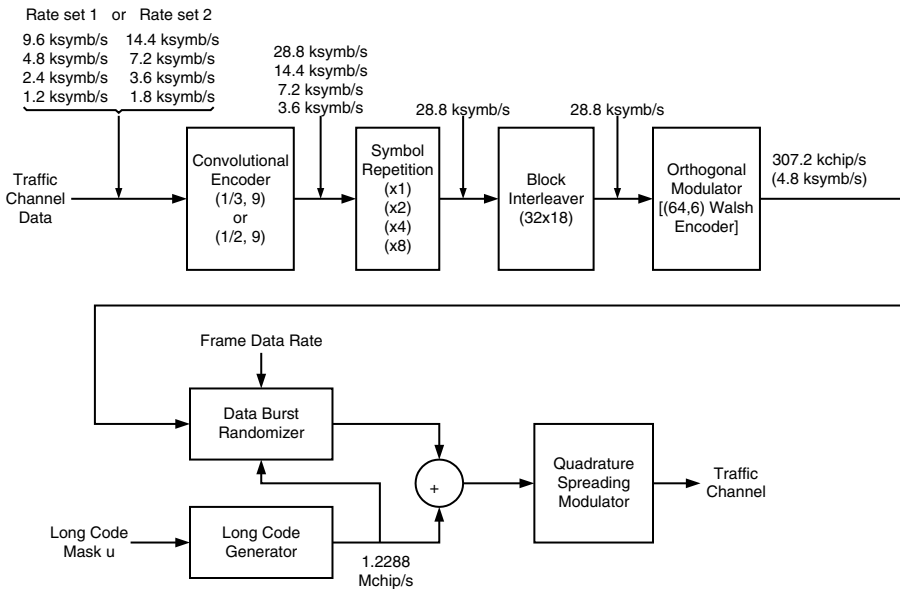 Rate set 1 or Rate set 2
9.6 ksymb/s 14.4 ksymb/s
4.8 ksymb/s 7.2 ksymb/s
2.4 ksymb/s 3.6 ksymb/s
1.2 ksymb/s 1.8 ksymb/s
28.8 ksymb/s
14.4 ksymb/s
7.2 ksymb/s
3.6 ksymb/s
28.8 ksymb/s
28.8 ksymb/s
Traffic
Channel
Data
Convolutional
Encoder
(1/3, 9)
or
(1/2, 9)
Symbol
Repetition
(x1)
(x2)
(x4)
(x8)
Block
Interleaver
(32x18)
Orthogonal
Modulator
[(64,6) Walsh
Encoder]
307.2 kchip/s
(4.8 ksymb/s)
Frame Data Rate
Data Burst
Randomizer
+
Quadrature
Spreading
Modulator
Traffic
Channel
Long Code
Mask u
Long Code
Generator
1.2288
Mchip/s